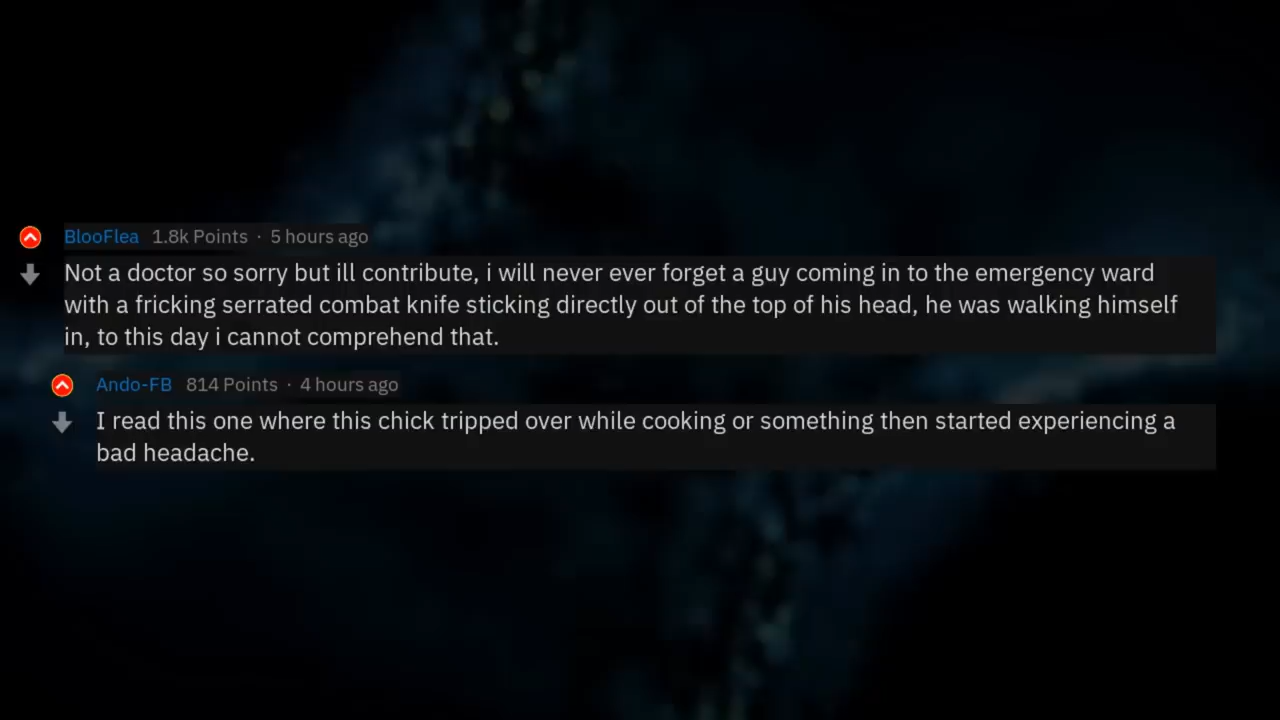 BlooFlea 1.8k Points · 5 hours ago
Not a doctor so sorry but ill contribute, i will never ever forget a guy coming in to the emergency ward
with a fricking serrated combat knife sticking directly out of the top of his head, he was walking himself
in, to this day i cannot comprehend that.
Ando-FB 814 Points · 4 hours ago
I read this one where this chick tripped over while cooking or something then started experiencing a
bad headache.